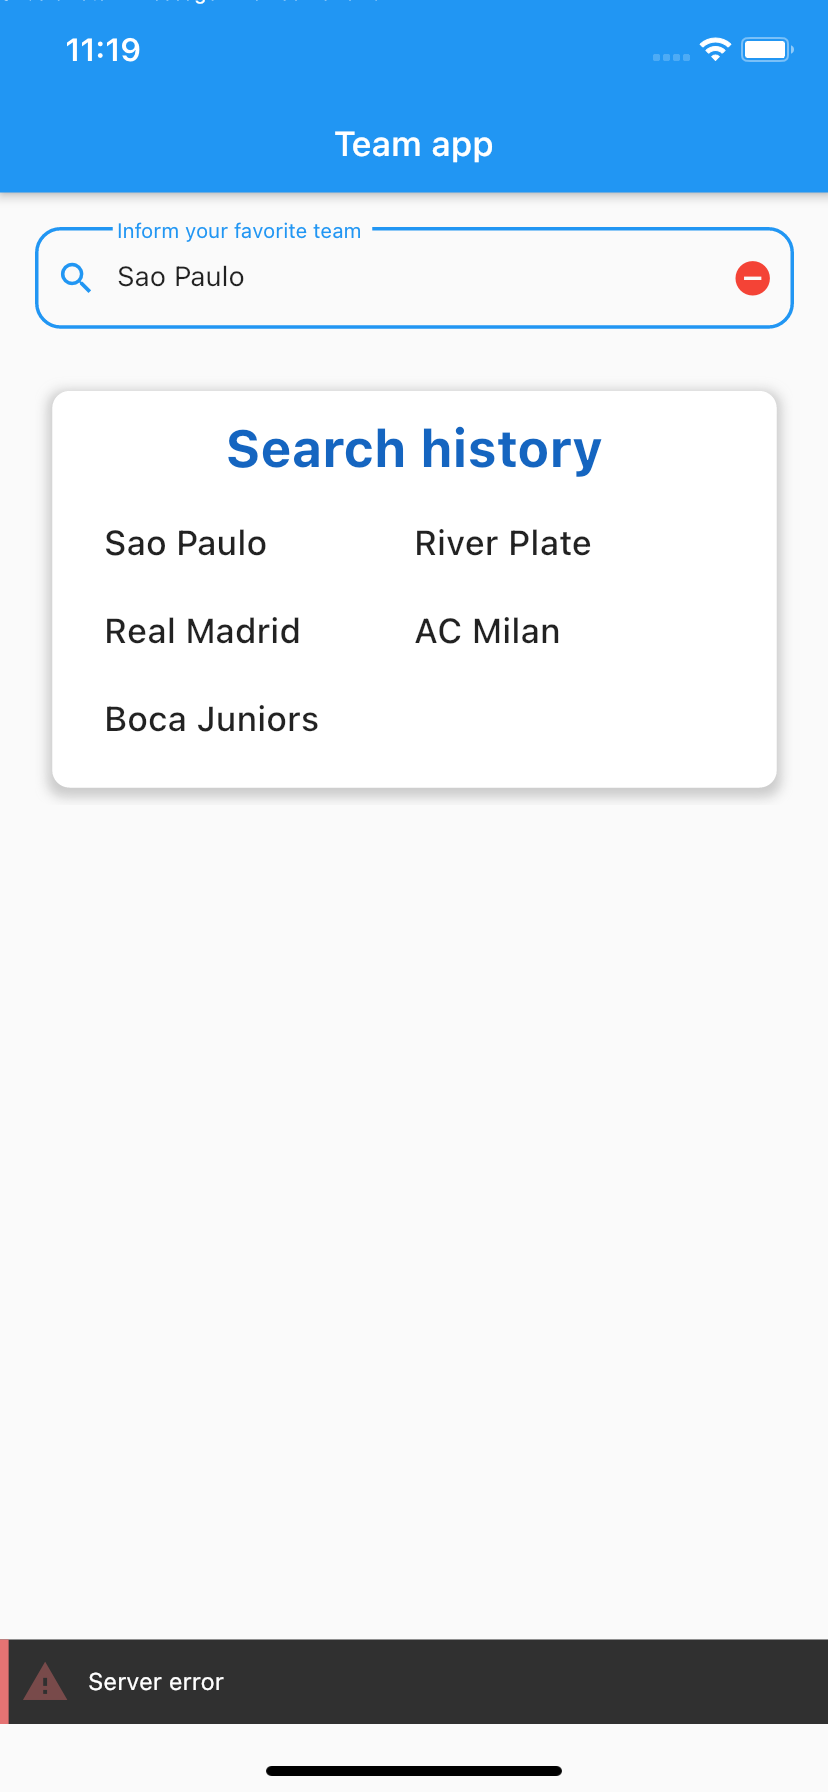 11:19
Team app
Inform your favorite team
Sao Paulo
Search history
Sao Paulo River Plate
Real Madrid AC Milan
Boca Juniors
Server error